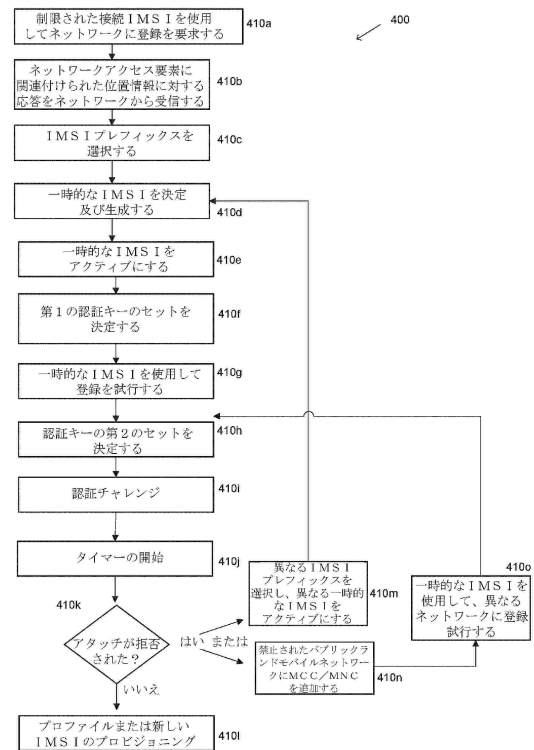 制限された接続IMSIを使用
してネットワークに登録を要求する
410a
400
ネットワークアクセス要素に
関連付けられた位置情報に対する
応答をネットワークから受信する
410b
IMSIプレフィックスを
選択する
410c
一時的なIMSIを決定
及び生成する
410d
一時的なIMSIを
アクティブにする
410e
第1の認証キーのセットを
決定する
410f
一時的なIMSIを使用して
登録を試行する
410g
認証キーの第2のセットを
決定する
410h
認証チャレンジ
410i
タイマーの開始
410j
410k
アタッチが拒否
された?
はい または
いいえ
異なるIMSI
プレフィックスを
選択し、異なる一時的
なIMSIを
アクティブにする
410m
禁止されたパブリックラ
ンドモバイルネットワー
クにMCC/MNC
を追加する
410n
410o
一時的なIMSIを
使用して、異なる
ネットワークに登録
試行する
プロファイルまたは新しい
IMSIのプロビジョニング
410l